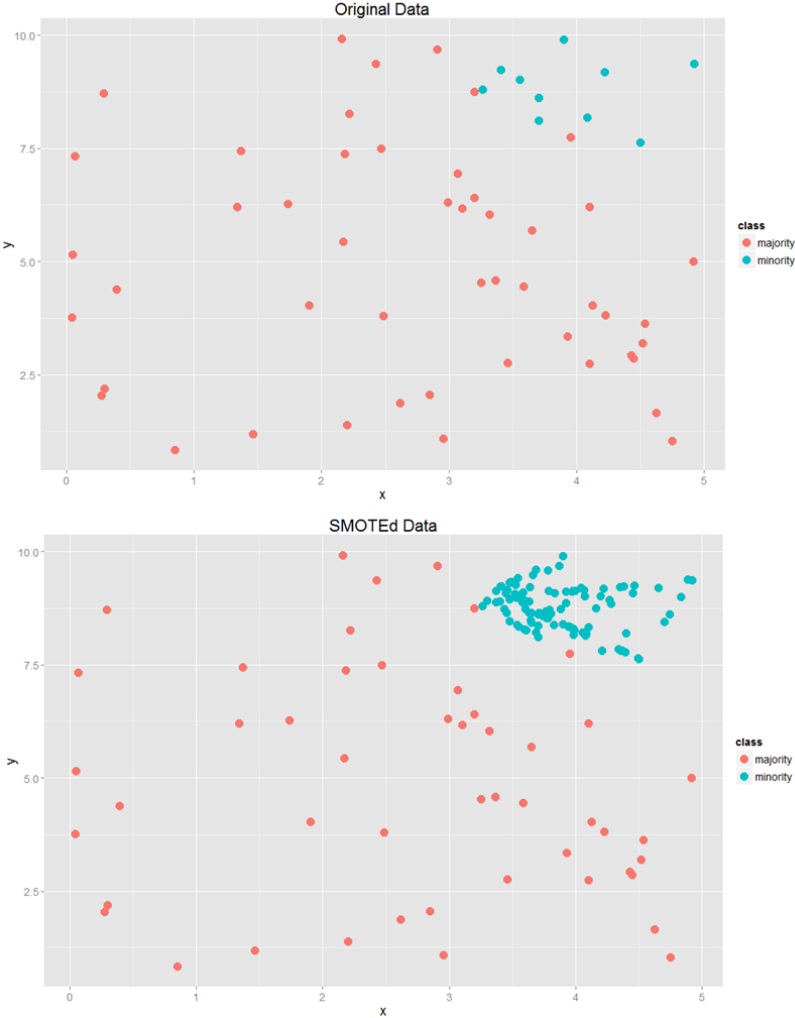 Original Data
10.0
7.5
5.0
2.5
y
0 1 2 3 4 5
x
class
majority
minority
SMOTEd Data
10.0
7.5
5.0
2.5
y
0 1 2 3 4 5
x
class
majority
minority